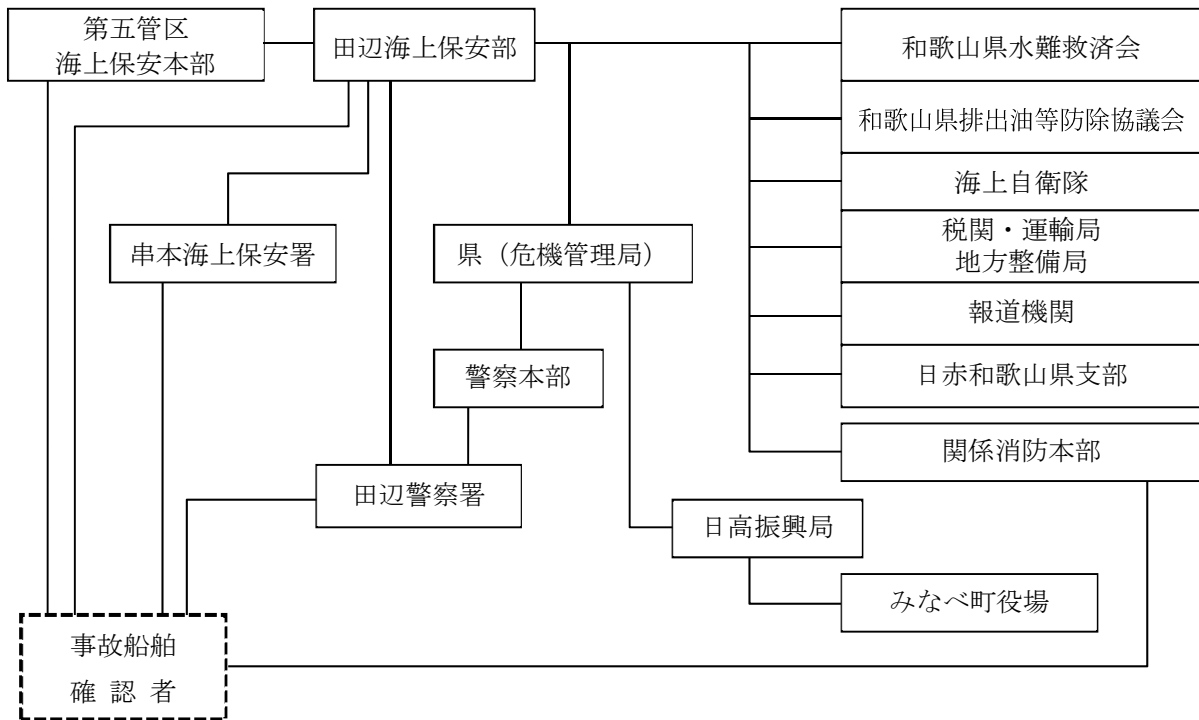 第五管区
海上保安本部
田辺海上保安部
和歌山県水難救済会
和歌山県排出油等防除協議会
海上自衛隊
税関・運輸局
地方整備局
報道機関
日赤和歌山県支部
関係消防本部
串本海上保安署
県（危機管理局）
警察本部
田辺警察署
日高振興局
みなべ町役場
事故船舶
確 認 者